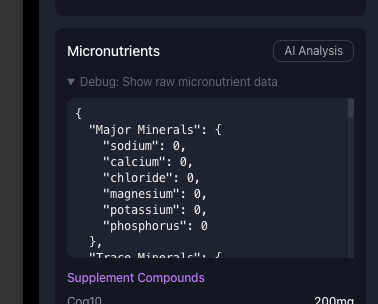 Micronutrients
AI Analysis
▼ Debug: Show raw micronutrient data
{
  "Major Minerals": {
    "sodium": 0,
    "calcium": 0,
    "chloride": 0,
    "magnesium": 0,
    "potassium": 0,
    "phosphorus": 0
  },
  "Trace Minerals": {
Supplement Compounds
Coq10
200mg